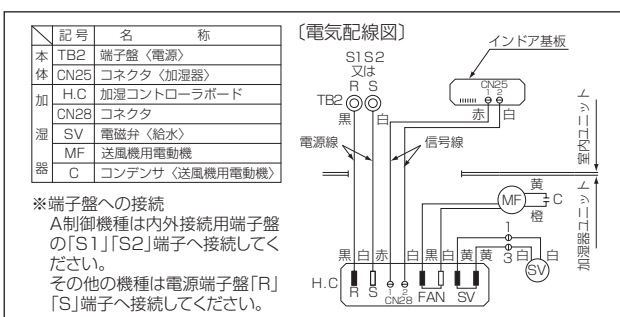 記号 名 称
本体
TB2 端子盤〈電源〉
CN25 コネクタ〈加湿器〉
加湿器
H.C 加湿コントローラボード
CN28 コネクタ
SV 電磁弁〈給水〉
MF 送風機用電動機
C コンデンサ〈送風機用電動機〉
※端子盤への接続
A制御機種は内外接続用端子盤
の｢S1｣｢S2｣端子へ接続してく
ださい。
その他の機種は電源端子盤｢R｣
｢S｣端子へ接続してください。
〔電気配線図〕
インドア基板
S1 S2
又は
R S
TB2
CN25
1 2
黒 白 赤 白
電源線 信号線
室内ユニット
加湿器ユニット
MF 黄 C
橙
1
3 白 白
SV
黒 白 赤 白 黒 白 黄 黄
H.C
R S 1 2 FAN SV
CN28